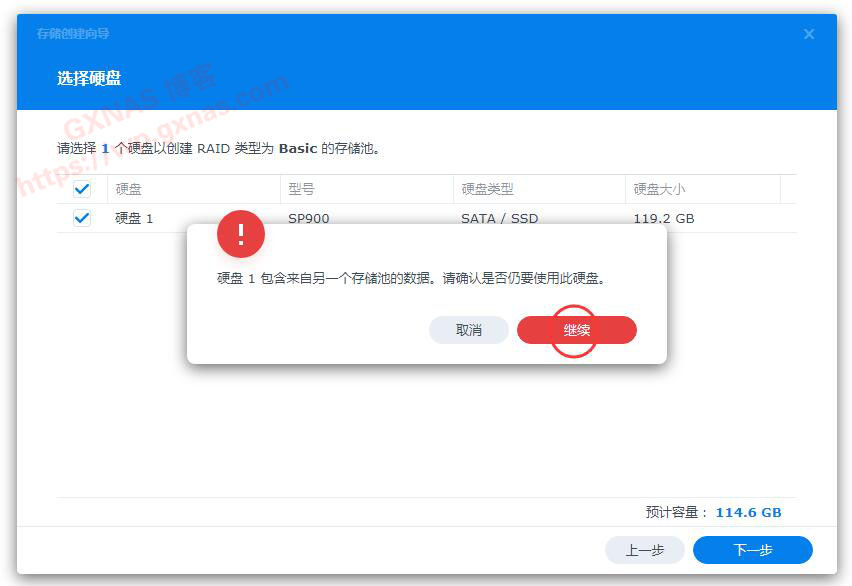 存储创建向导
选择硬盘
GXNAS 博客
https://wp.gxnas.com
请选择 1 个硬盘以创建 RAID 类型为 Basic 的存储池。
硬盘 型号 硬盘类型 硬盘大小
硬盘 1 SP900 SATA / SSD 119.2 GB
!
硬盘 1 包含来自另一个存储池的数据。请确认是否仍要使用此硬盘。
取消 继续
预计容量： 114.6 GB
上一步 下一步